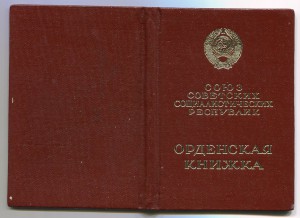 СОЮЗ
СОВЕТСКИХ
СОЦИАЛИСТИЧЕСКИХ
РЕСПУБЛИК
ОРДЕНСКАЯ
КНИЖКА